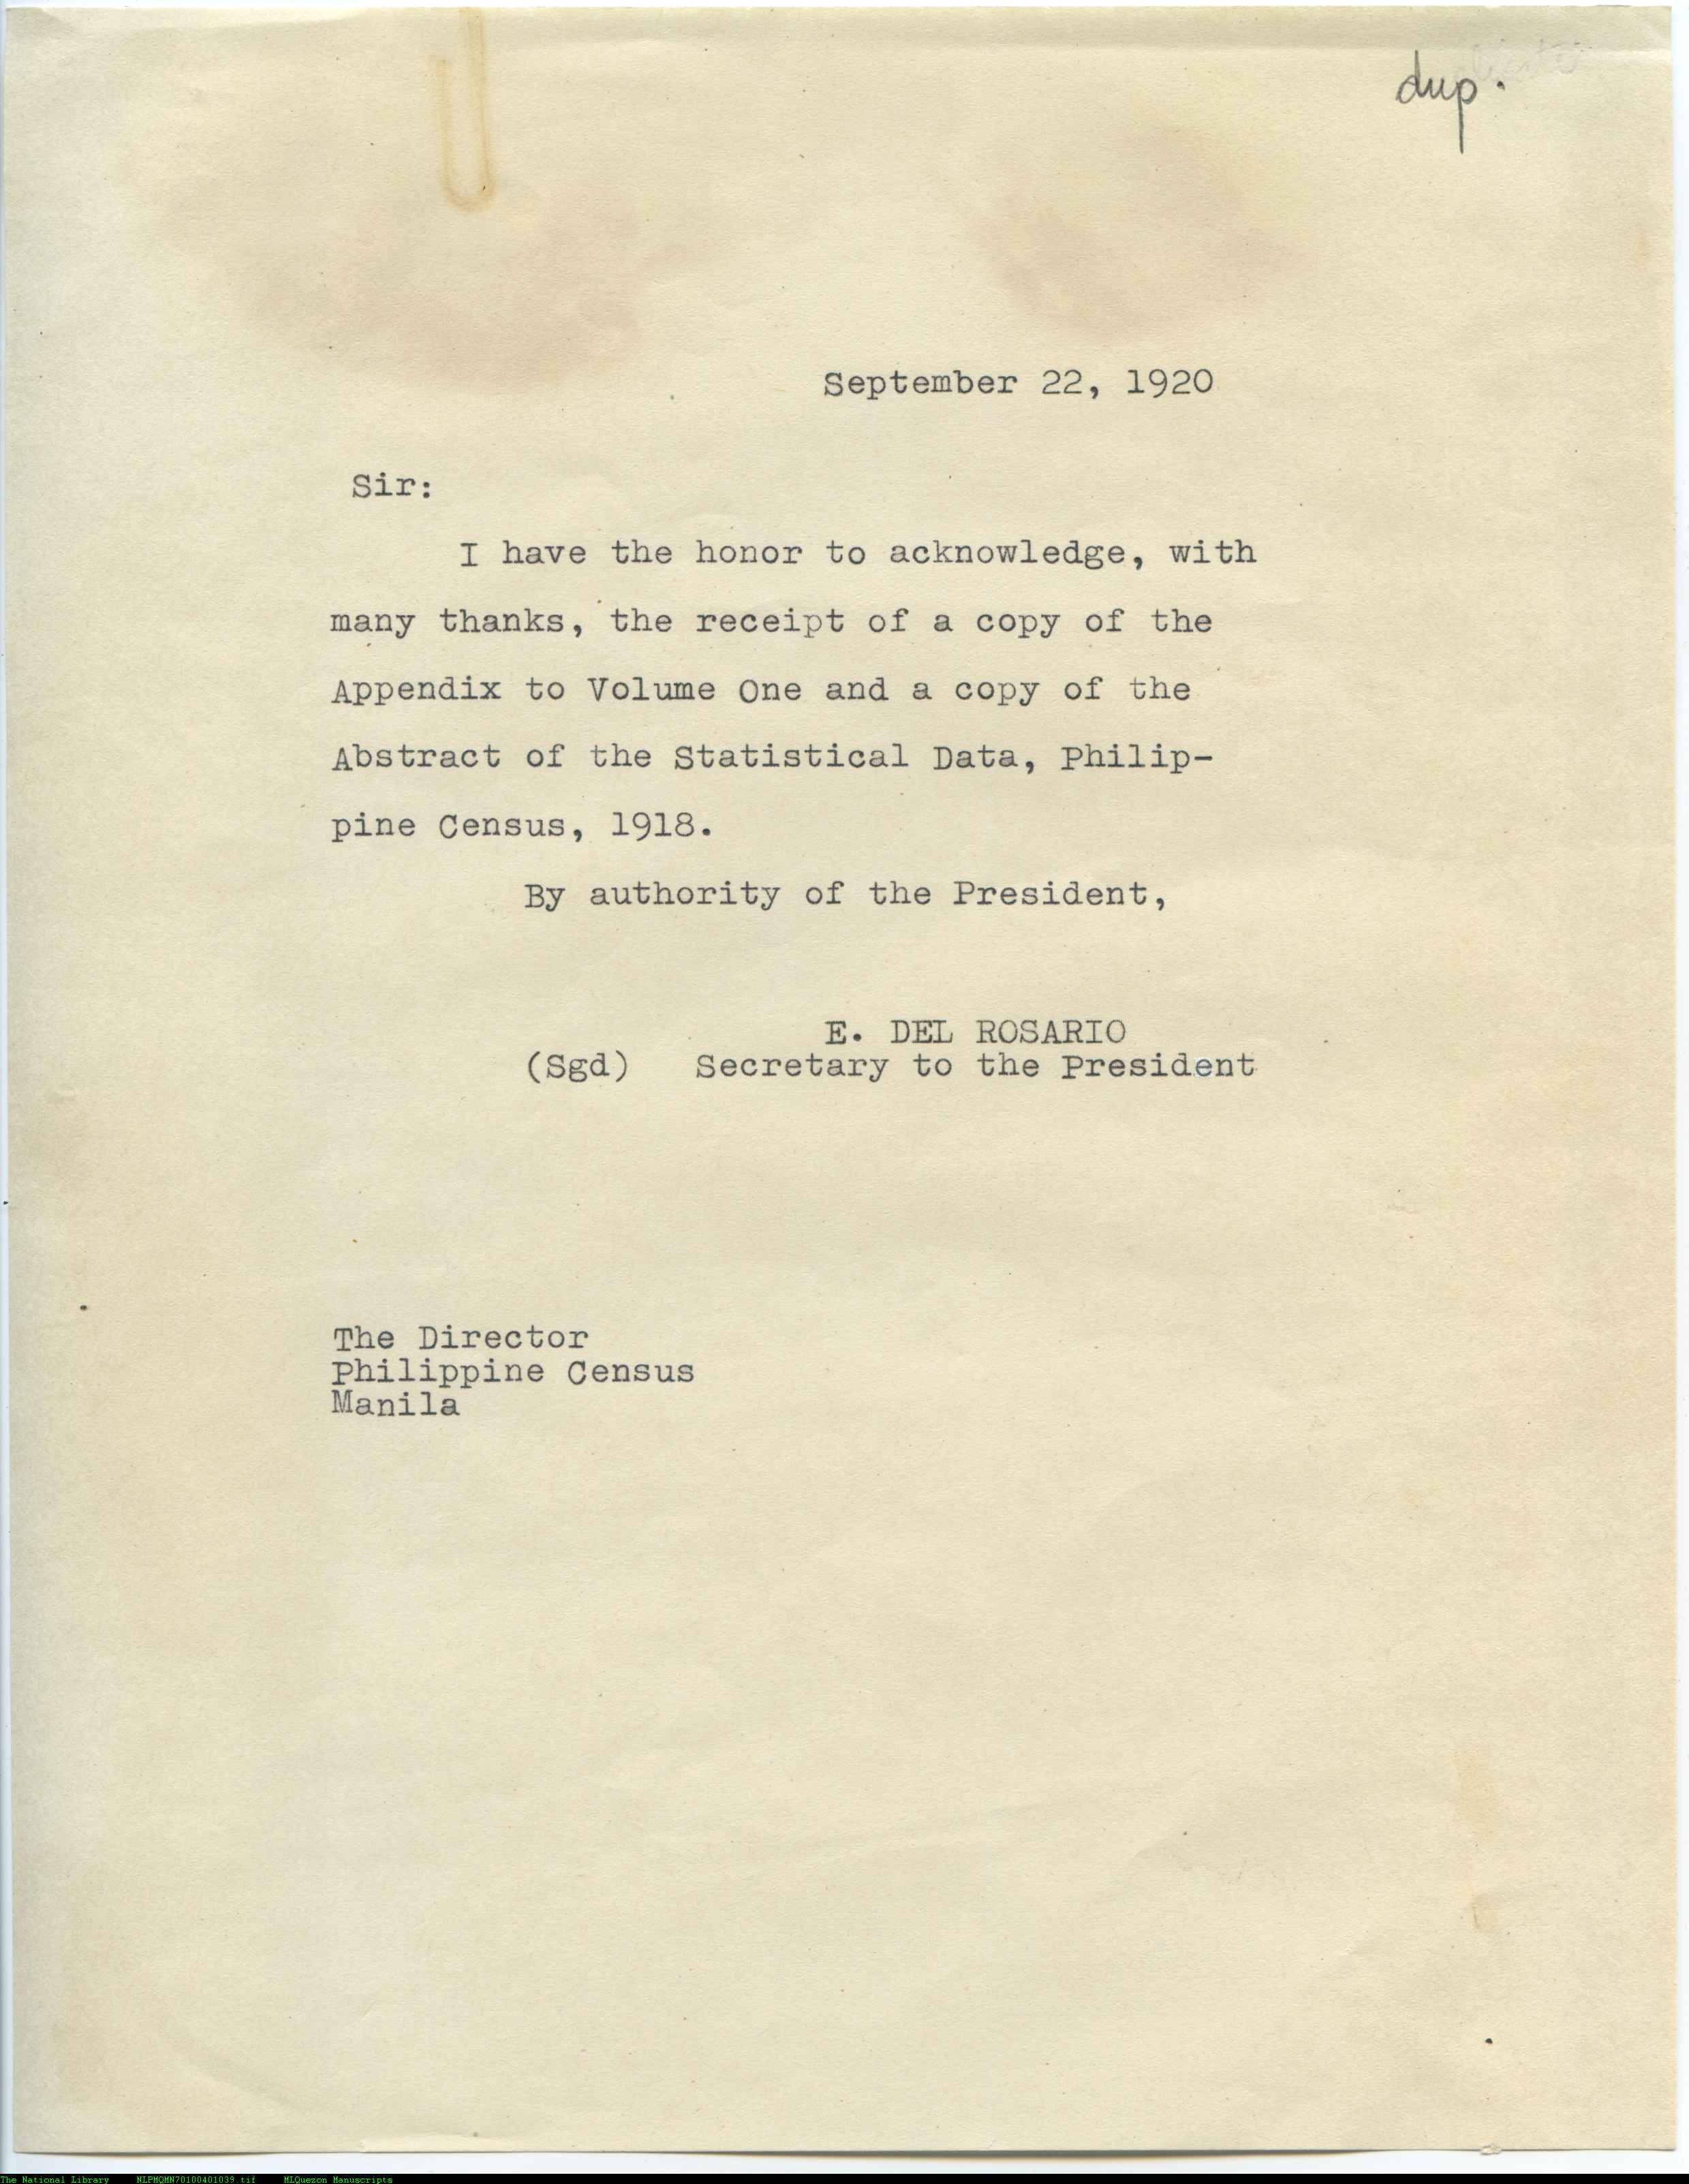 dup.
September 22, 1920
Sir:
I have the honor to acknowledge, with
many thanks, the receipt of a copy of the
Appendix to Volume One and a copy of the
Abstract of the Statistical Data, Philip-
pine Census, 1918.
By authority of the President,
E. DEL ROSARIO
(Sgd) Secretary to the President
The Director
Philippine Census
Manila
The National Library NLPMQMN70100401039.tif MLQuezon Manuscripts